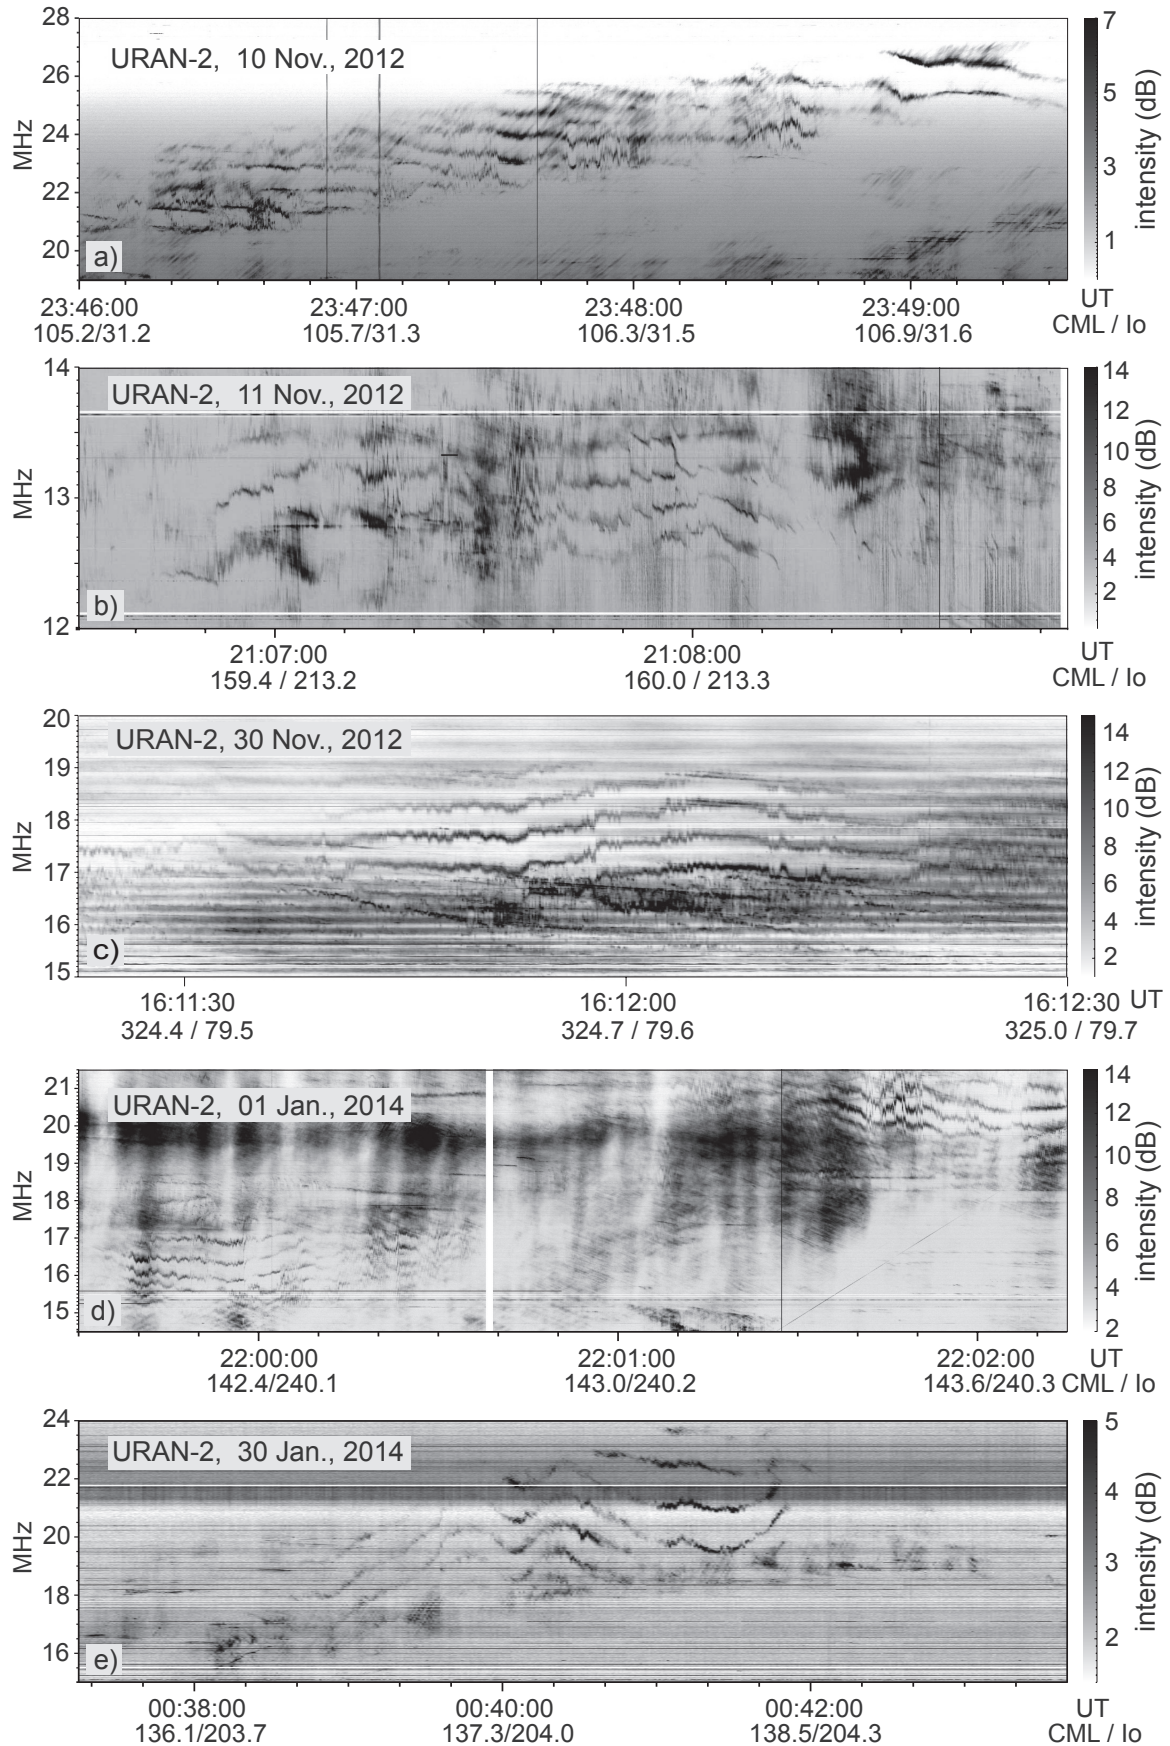 28
26
24
22
20
MHz
URAN-2, 10 Nov., 2012
a)
7
5
3
1
intensity (dB)
23:46:00 23:47:00 23:48:00 23:49:00 UT
105.2/31.2 105.7/31.3 106.3/31.5 106.9/31.6 CML / Io
14
13
12
MHz
URAN-2, 11 Nov., 2012
b)
14
12
10
8
6
4
2
intensity (dB)
21:07:00 21:08:00 UT
159.4 / 213.2 160.0 / 213.3 CML / Io
20
19
18
17
16
15
MHz
URAN-2, 30 Nov., 2012
c)
14
12
10
8
6
4
2
intensity (dB)
16:11:30 16:12:00 16:12:30 UT
324.4 / 79.5 324.7 / 79.6 325.0 / 79.7
21
20
19
18
17
16
15
MHz
URAN-2, 01 Jan., 2014
d)
14
12
10
8
6
4
2
intensity (dB)
22:00:00 22:01:00 22:02:00 UT
142.4/240.1 143.0/240.2 143.6/240.3 CML / Io
24
22
20
18
16
MHz
URAN-2, 30 Jan., 2014
e)
5
4
3
2
intensity (dB)
00:38:00 00:40:00 00:42:00 UT
136.1/203.7 137.3/204.0 138.5/204.3 CML / Io